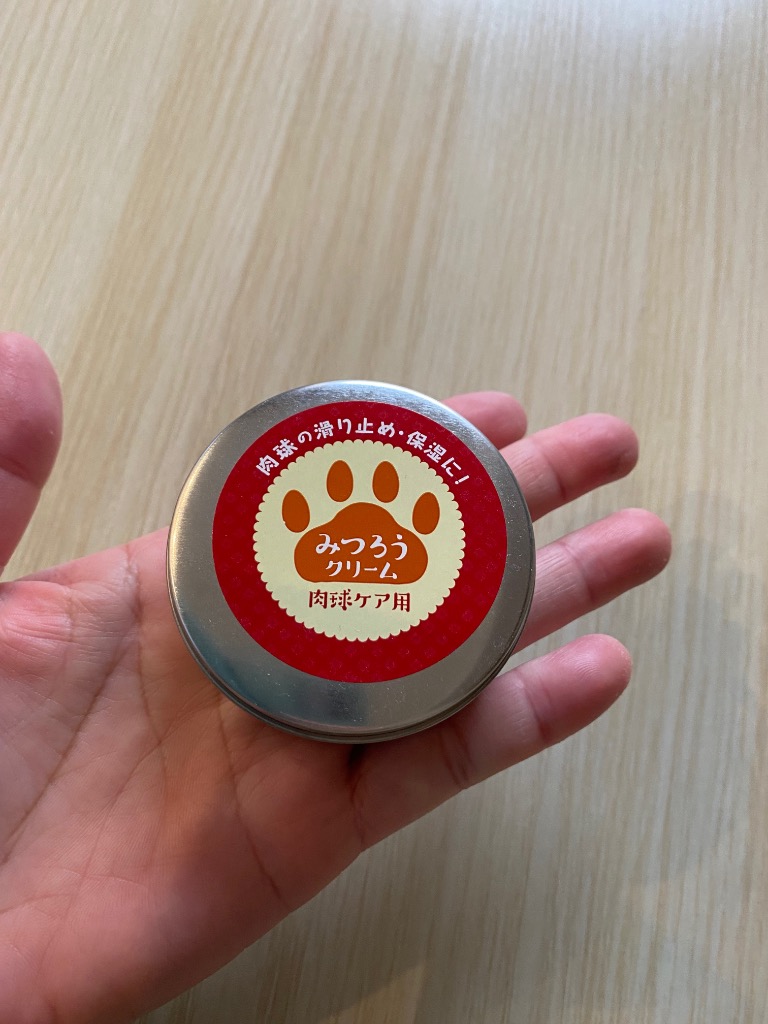 肉球の滑り止め・保湿に!
みつろう
クリーム
肉球ケア用